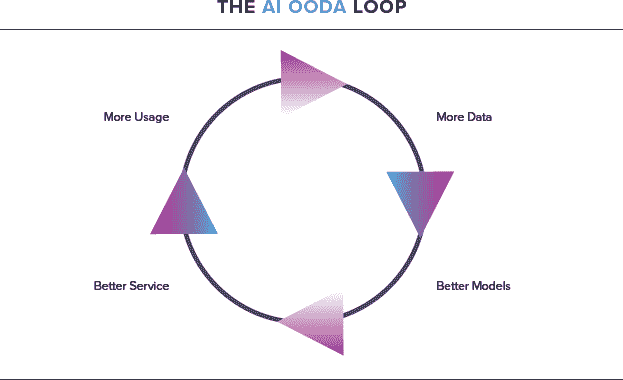 THE AI OODA LOOP
More Usage
More Data
Better Service
Better Models